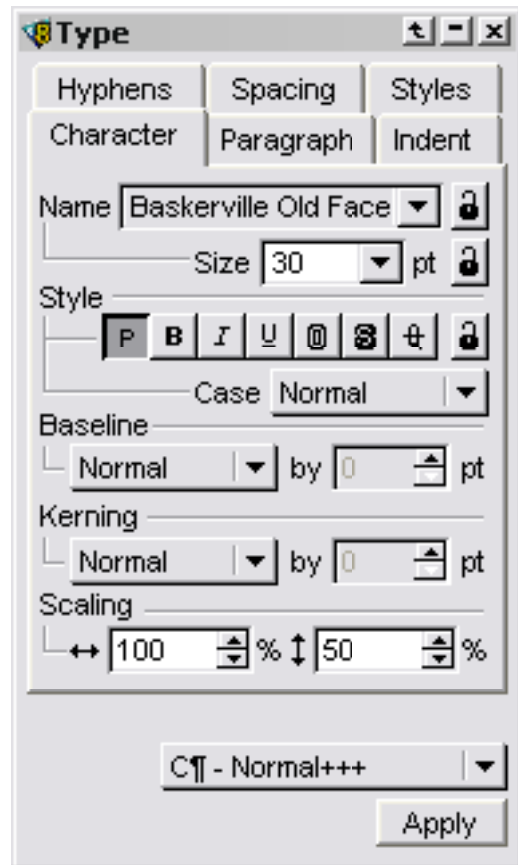 Type
Hyphens Spacing Styles
Character Paragraph Indent
Name Baskerville Old Face
Size 30 pt
Style
P B I U O S Q
Case Normal
Baseline
Normal by 0 pt
Kerning
Normal by 0 pt
Scaling
↔ 100 % ↕ 50 %
C¶ - Normal+++
Apply